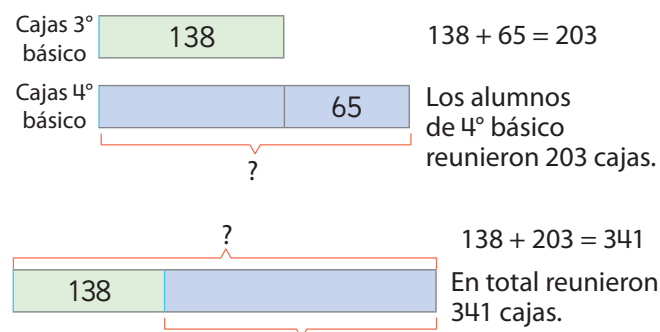 Cajas 3°
básico
138
138 + 65 = 203
Cajas 4°
básico
65
Los alumnos
de 4° básico
reunieron 203 cajas.
?
?
138 + 203 = 341
138
En total reunieron
341 cajas.